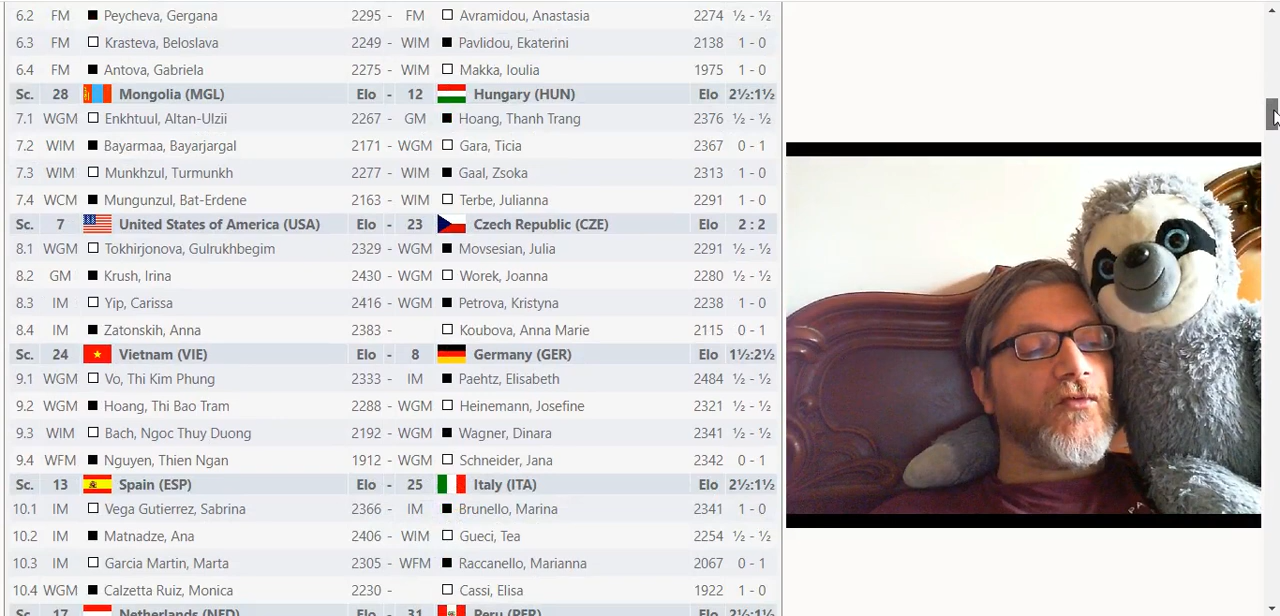 6.2 FM Peycheva, Gergana 2295 - FM Avramidou, Anastasia 2274 ½ - ½
6.3 FM Krasteva, Beloslava 2249 - WIM Pavlidou, Ekaterini 2138 1 - 0
6.4 FM Antova, Gabriela 2275 - WIM Makka, Ioulia 1975 1 - 0
Sc. 28 Mongolia (MGL) Elo - 12 Hungary (HUN) Elo 2½:1½
7.1 WGM Enkhtuul, Altan-Ulzii 2267 - GM Hoang, Thanh Trang 2376 ½ - ½
7.2 WIM Bayarmaa, Bayarjargal 2171 - WGM Gara, Ticia 2367 0 - 1
7.3 WIM Munkhzul, Turmunkh 2277 - WIM Gaal, Zsoka 2313 1 - 0
7.4 WCM Mungunzul, Bat-Erdene 2163 - WIM Terbe, Julianna 2291 1 - 0
Sc. 7 United States of America (USA) Elo - 23 Czech Republic (CZE) Elo 2 : 2
8.1 WGM Tokhirjonova, Gulrukhbegim 2329 - WGM Movsesian, Julia 2291 ½ - ½
8.2 GM Krush, Irina 2430 - WGM Worek, Joanna 2280 ½ - ½
8.3 IM Yip, Carissa 2416 - WGM Petrova, Kristyna 2238 1 - 0
8.4 IM Zatonskih, Anna 2383 - Koubova, Anna Marie 2115 0 - 1
Sc. 24 Vietnam (VIE) Elo - 8 Germany (GER) Elo 1½:2½
9.1 WGM Vo, Thi Kim Phung 2333 - IM Paehtz, Elisabeth 2484 ½ - ½
9.2 WGM Hoang, Thi Bao Tram 2288 - WGM Heinemann, Josefine 2321 ½ - ½
9.3 WIM Bach, Ngoc Thuy Duong 2192 - WGM Wagner, Dinara 2341 ½ - ½
9.4 WFM Nguyen, Thien Ngan 1912 - WGM Schneider, Jana 2342 0 - 1
Sc. 13 Spain (ESP) Elo - 25 Italy (ITA) Elo 2½:1½
10.1 IM Vega Gutierrez, Sabrina 2366 - IM Brunello, Marina 2341 1 - 0
10.2 IM Matnadze, Ana 2406 - WIM Gueci, Tea 2254 ½ - ½
10.3 IM Garcia Martin, Marta 2305 - WFM Raccanello, Marianna 2067 0 - 1
10.4 WGM Calzetta Ruiz, Monica 2230 - Cassi, Elisa 1922 1 - 0
Sc. 17 Netherlands (NED) Elo - 31 Peru (PER) Elo 2½:1½